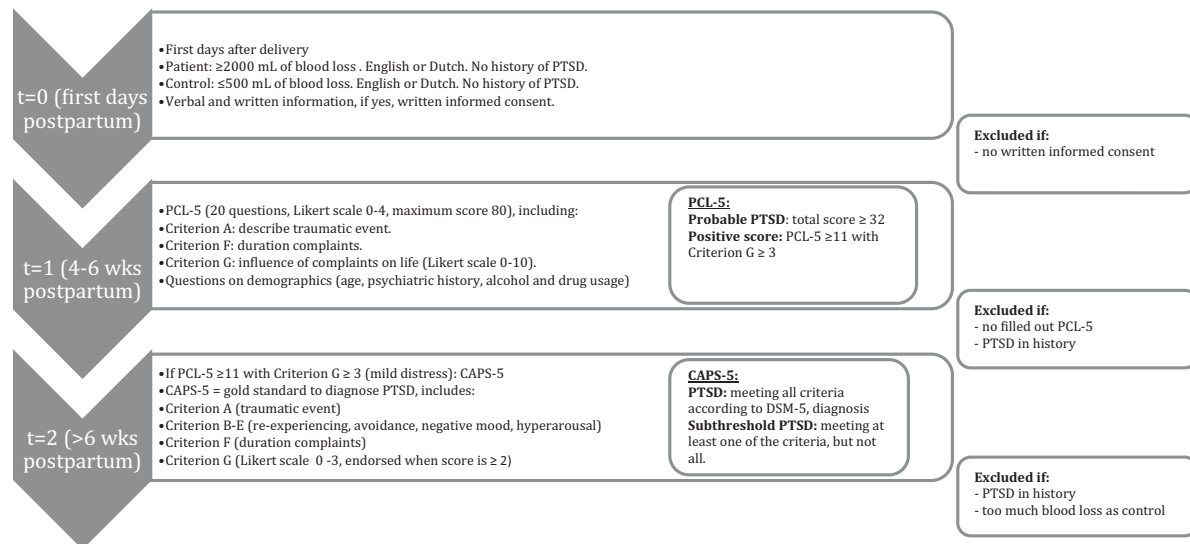 t=0 (first days
postpartum)
•First days after delivery
•Patient: ≥2000 mL of blood loss . English or Dutch. No history of PTSD.
•Control: ≤500 mL of blood loss. English or Dutch. No history of PTSD.
•Verbal and written information, if yes, written informed consent.
Excluded if:
- no written informed consent
t=1 (4-6 wks
postpartum)
•PCL-5 (20 questions, Likert scale 0-4, maximum score 80), including:
•Criterion A: describe traumatic event.
•Criterion F: duration complaints.
•Criterion G: influence of complaints on life (Likert scale 0-10).
•Questions on demographics (age, psychiatric history, alcohol and drug usage)
PCL-5:
Probable PTSD: total score ≥ 32
Positive score: PCL-5 ≥11 with
Criterion G ≥ 3
Excluded if:
- no filled out PCL-5
- PTSD in history
t=2 (>6 wks
postpartum)
•If PCL-5 ≥11 with Criterion G ≥ 3 (mild distress): CAPS-5
•CAPS-5 = gold standard to diagnose PTSD, includes:
•Criterion A (traumatic event)
•Criterion B-E (re-experiencing, avoidance, negative mood, hyperarousal)
•Criterion F (duration complaints)
•Criterion G (Likert scale 0 -3, endorsed when score is ≥ 2)
CAPS-5:
PTSD: meeting all criteria
according to DSM-5, diagnosis
Subthreshold PTSD: meeting at
least one of the criteria, but not
all.
Excluded if:
- PTSD in history
- too much blood loss as control